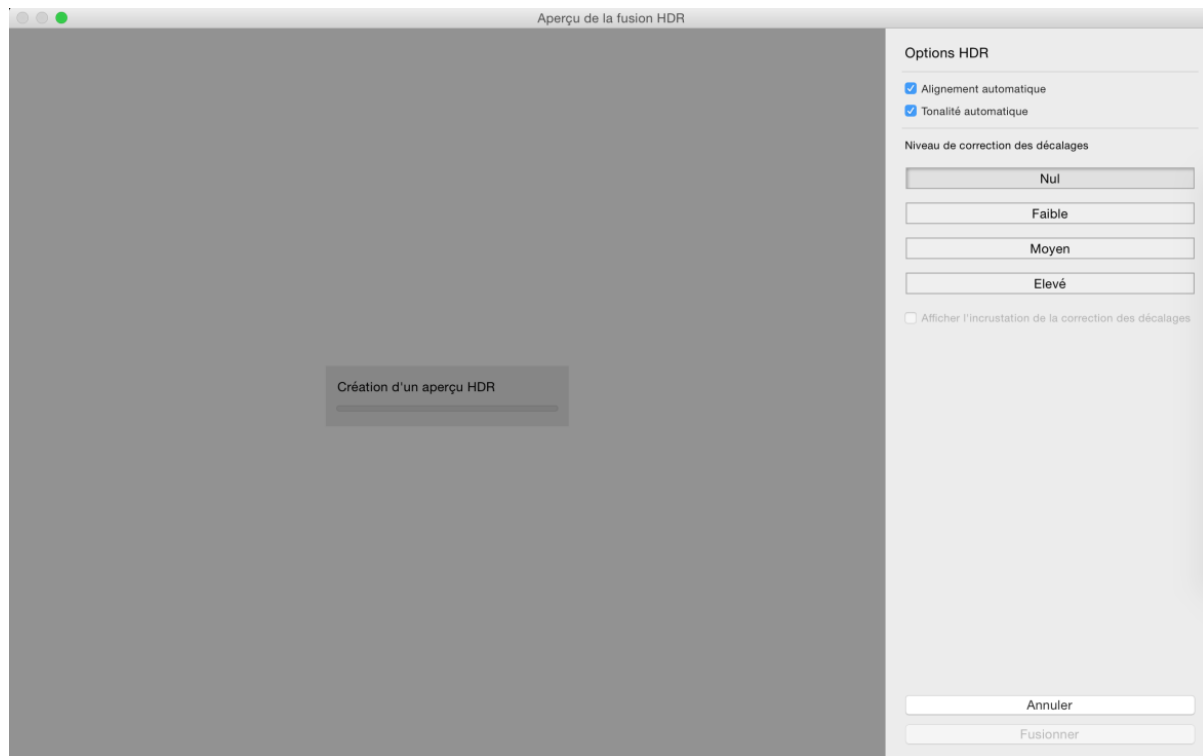 Aperçu de la fusion HDR
Options HDR
Alignement automatique
Tonalité automatique
Niveau de correction des décalages
Nul
Faible
Moyen
Elevé
Afficher l'incrustation de la correction des décalages
Création d'un aperçu HDR
Annuler
Fusionner